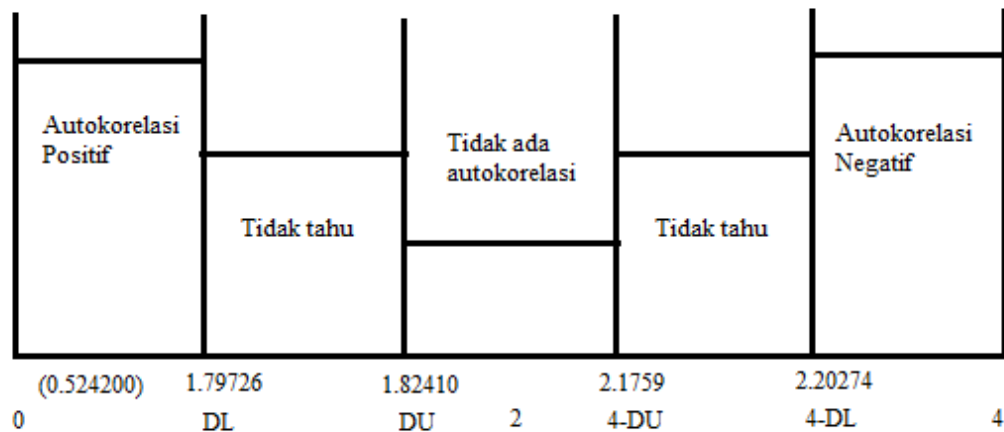 Autokorelasi
Positif
Tidak tahu
Tidak ada
autokorelasi
Tidak tahu
Autokorelasi
Negatif
(0.524200) 1.79726 1.82410 2.1759 2.20274
0 DL DU 2 4-DU 4-DL 4